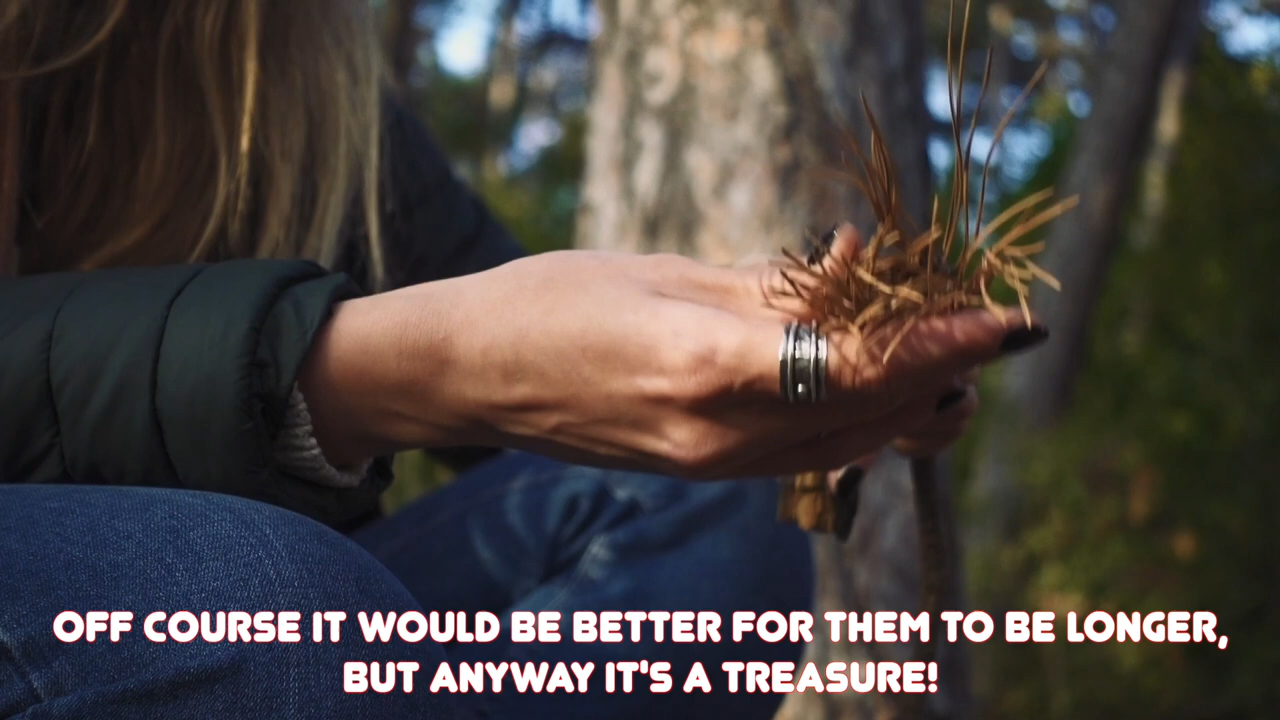 OFF COURSE IT WOULD BE BETTER FOR THEM TO BE LONGER,
BUT ANYWAY IT'S A TREASURE!